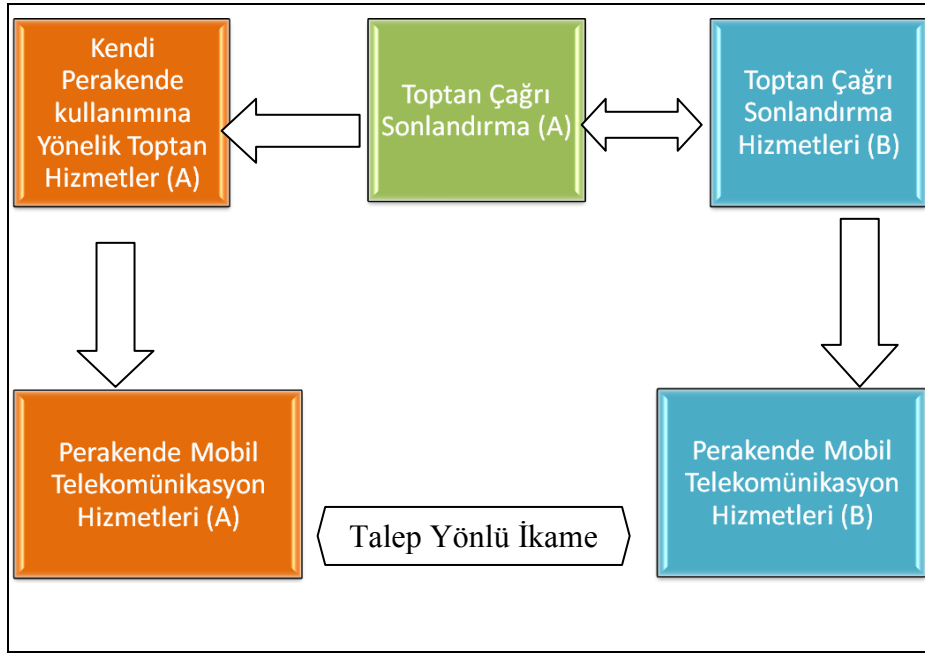 Kendi
Perakende
kullanımına
Yönelik Toptan
Hizmetler (A)
Toptan Çağrı
Sonlandırma (A)
Toptan Çağrı
Sonlandırma
Hizmetleri (B)
Perakende Mobil
Telekomünikasyon
Hizmetleri (A)
Talep Yönlü İkame
Perakende Mobil
Telekomünikasyon
Hizmetleri (B)